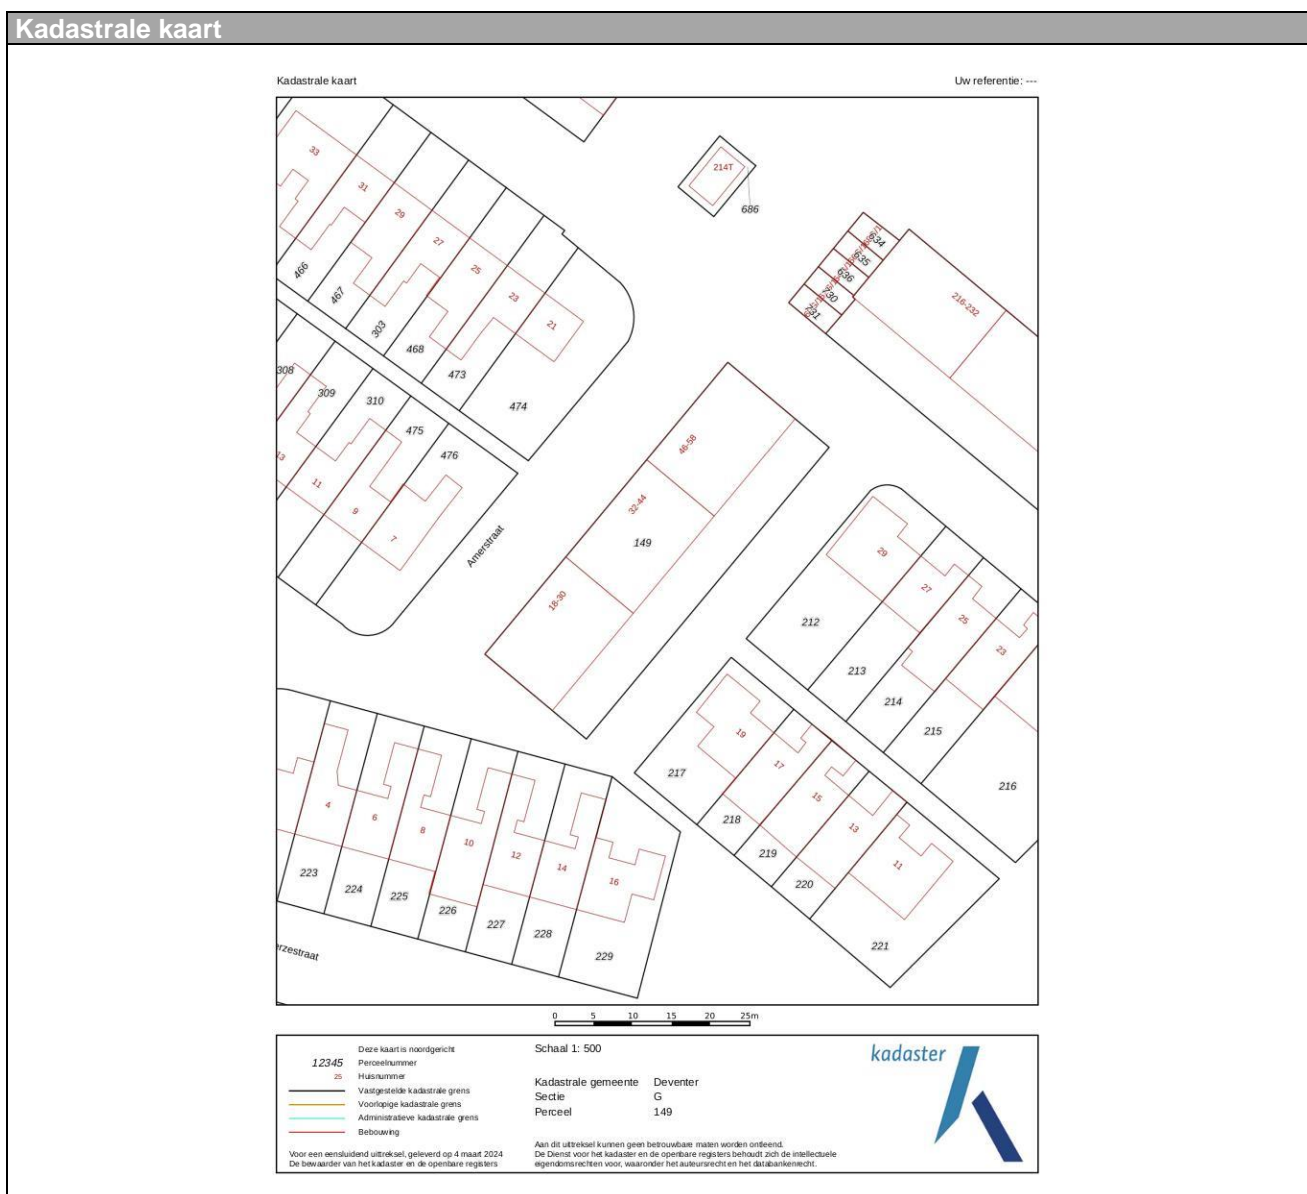 Kadastrale kaart
Kadastrale kaart
Uw referentie: ---
33
31
29
27
25
23
21
466
467
303
468
473
474
214T
686
634
635
636
730
731
216-232
308
309
310
475
476
13
11
9
7
Amerstraat
46-58
32-44
149
18-30
29
27
25
23
212
213
214
215
216
19
17
15
13
11
217
218
219
220
221
4
6
8
10
12
14
16
223
224
225
226
227
228
229
erzestraat
0 5 10 15 20 25m
Deze kaart is noordgericht
12345 Perceelnummer
25 Huisnummer
Vastgestelde kadastrale grens
Voorlopige kadastrale grens
Administratieve kadastrale grens
Bebouwing
Voor een eensluidend uittreksel, geleverd op 4 maart 2024
De bewaarder van het kadaster en de openbare registers
Schaal 1: 500
Kadastrale gemeente Deventer
Sectie G
Perceel 149
Aan dit uittreksel kunnen geen betrouwbare maten worden ontleend.
De Dienst voor het kadaster en de openbare registers behoudt zich de intellectuele
eigendomsrechten voor, waaronder het auteursrecht en het databankenrecht.
kadaster